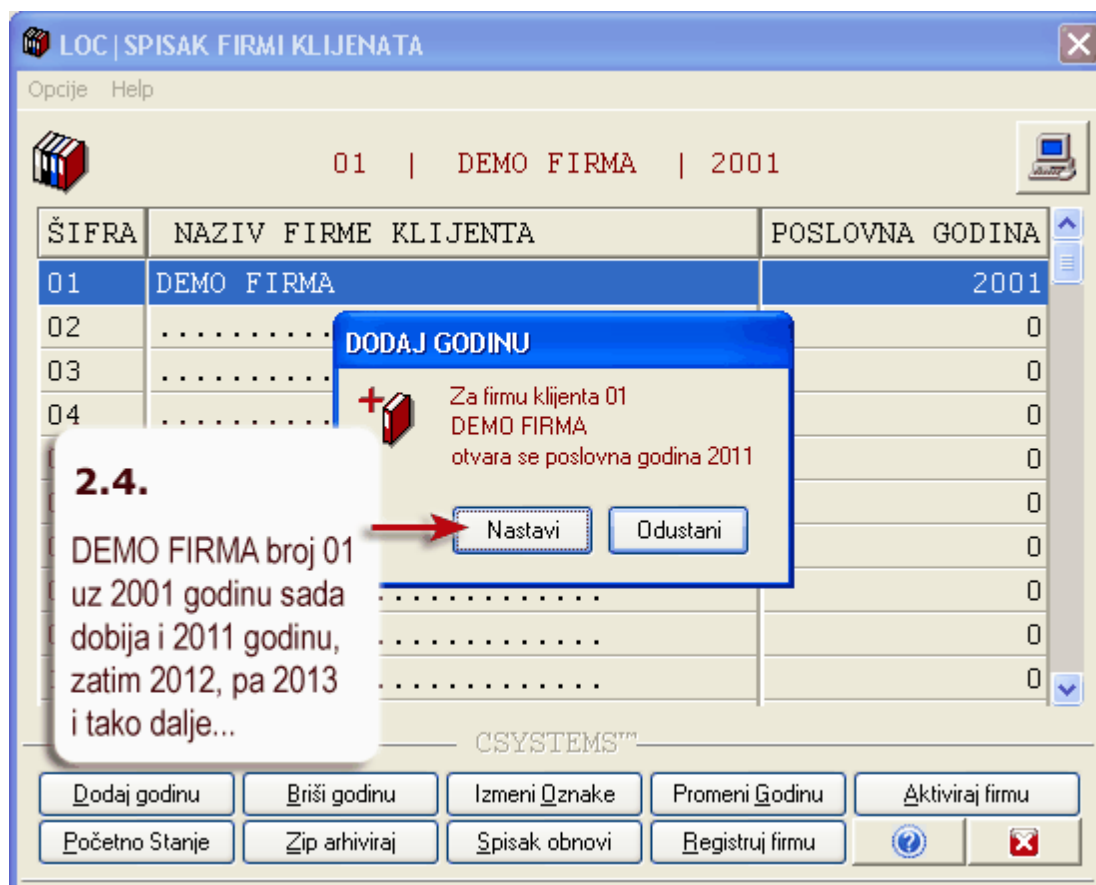 LOC | SPISAK FIRMI KLIJENATA
Opcije Help
01 | DEMO FIRMA | 2001
ŠIFRA NAZIV FIRME KLIJENTA POSLOVNA GODINA
01 DEMO FIRMA 2001
02 .......... 0
03 .......... 0
04 .......... 0
0
0
0
0
0
0
DODAJ GODINU
Za firmu klijenta 01
DEMO FIRMA
otvara se poslovna godina 2011
Nastavi Odustani
2.4.
DEMO FIRMA broj 01
uz 2001 godinu sada
dobija i 2011 godinu,
zatim 2012, pa 2013
i tako dalje...
CSYSTEMS™
Dodaj godinu Briši godinu Izmeni Oznake Promeni Godinu Aktiviraj firmu
Početno Stanje Zip arhiviraj Spisak obnovi Registruj firmu